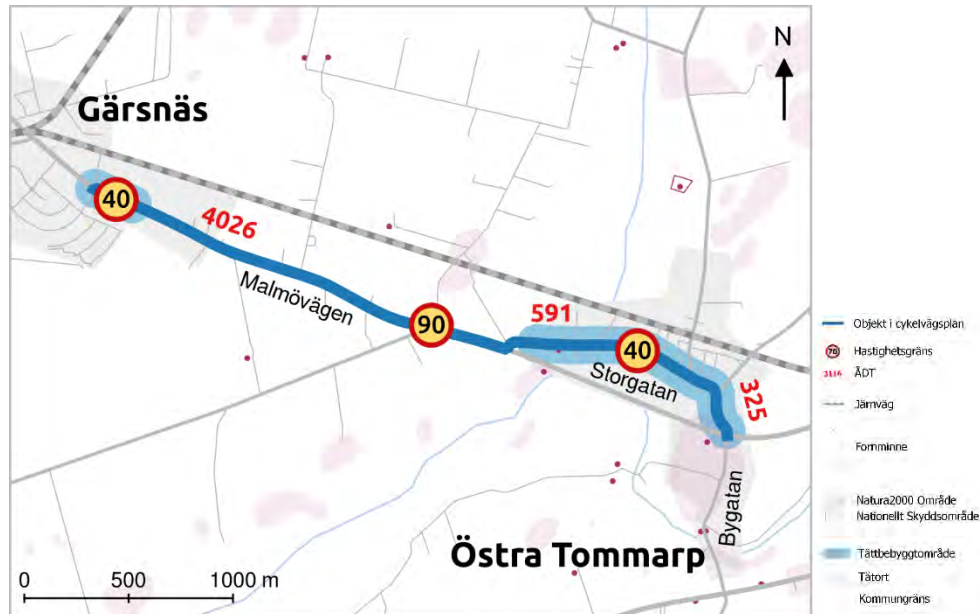 N
Gärsnäs
40
4026
Malmövägen
90
591
40
Storgatan
325
Bygatan
Östra Tommarp
0 500 1000 m
Objekt i cykelvägsplan
70 Hastighetsgräns
ÅDT
Järnväg
Fornminne
Natura2000 Område
Nationellt Skyddsområde
Tättbebyggtområde
Tätort
Kommungräns